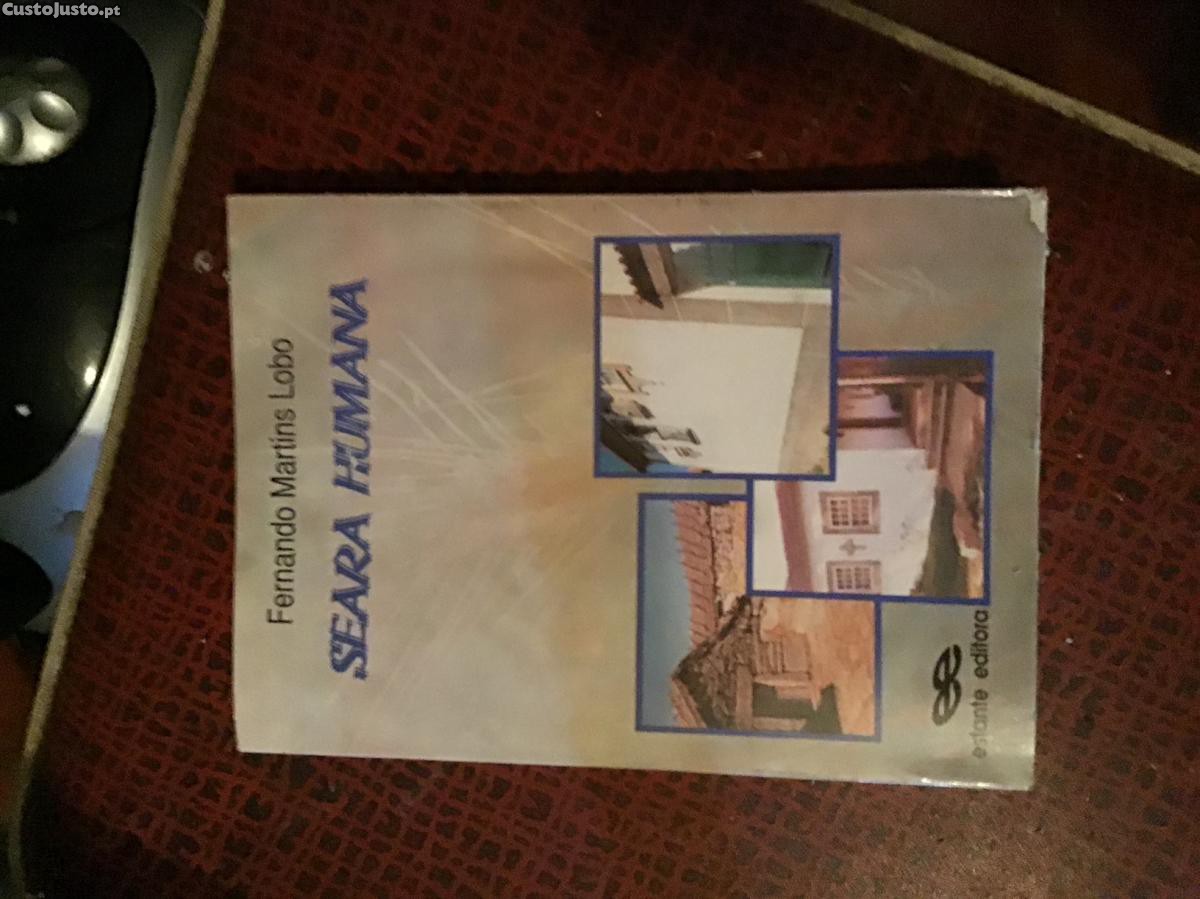 CustoJusto.pt
Fernando Martins Lobo
SEARA HUMANA
estante editora